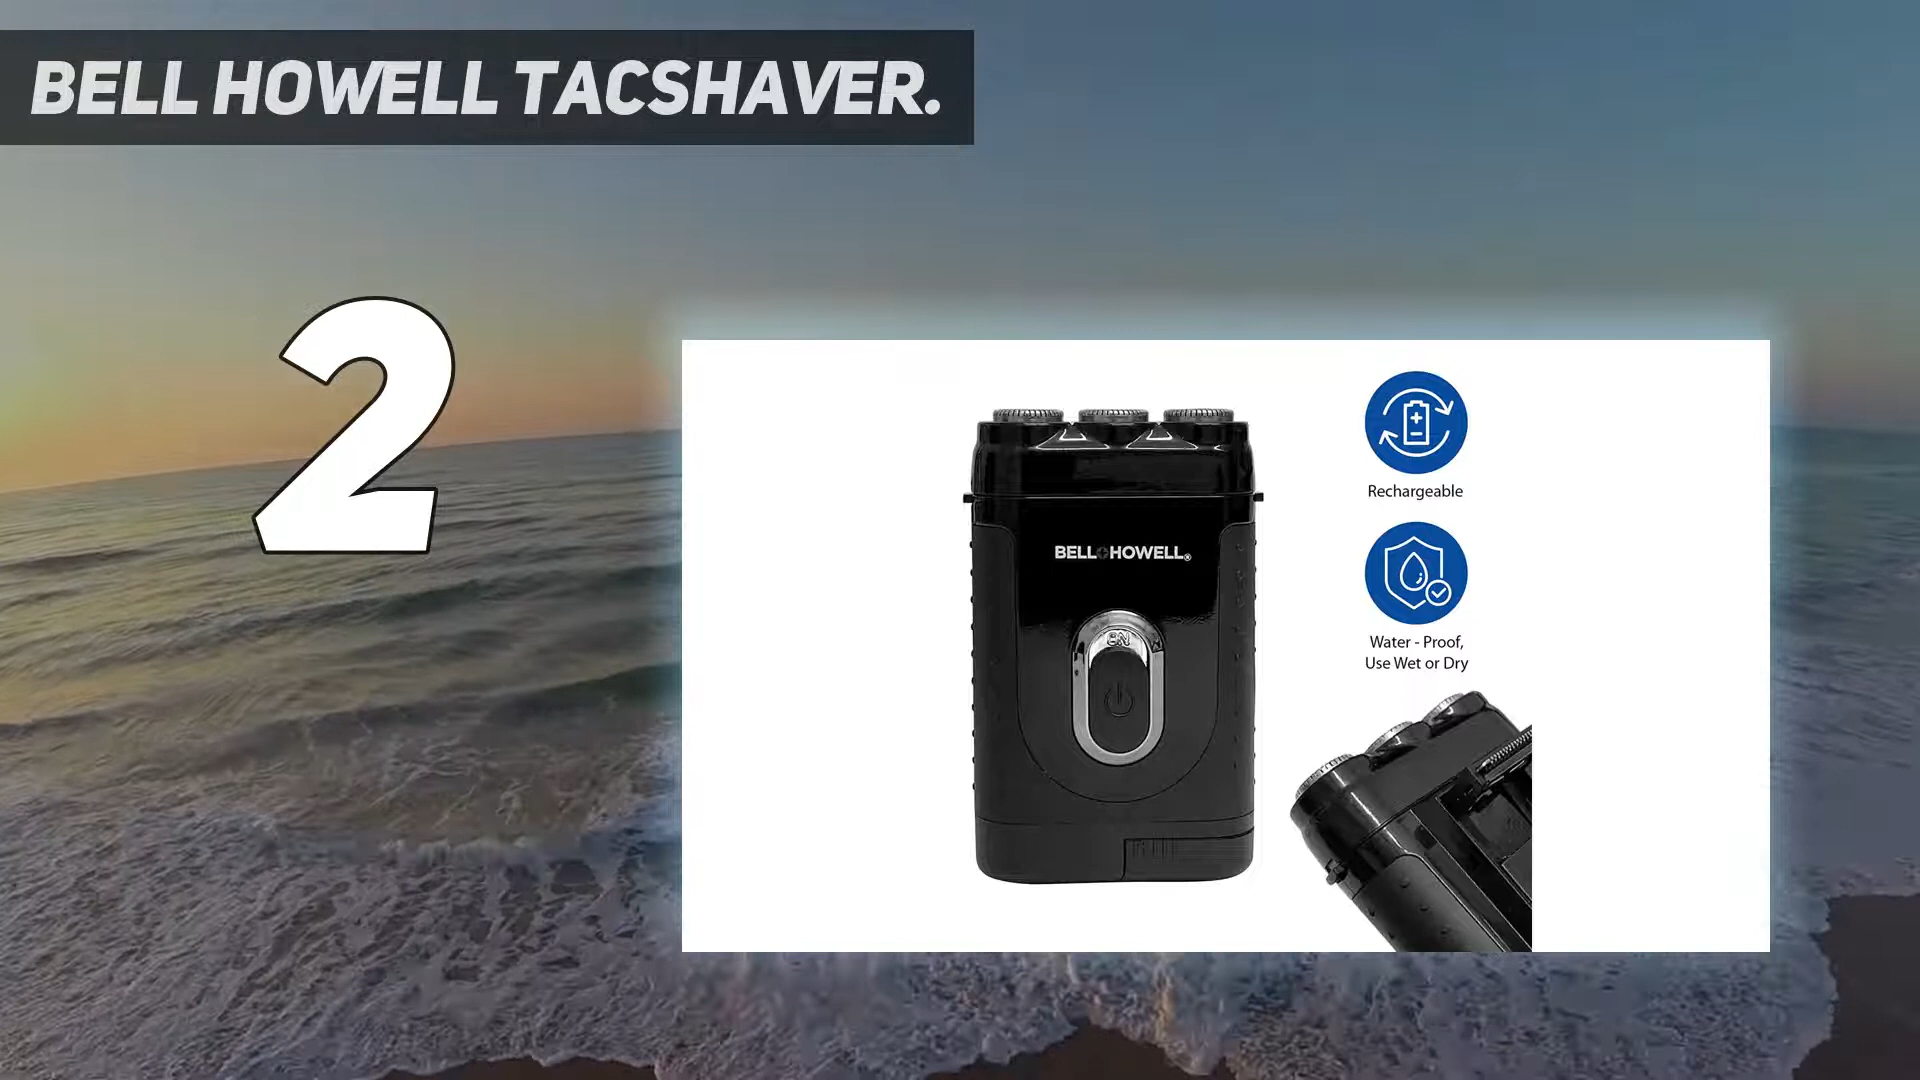 BELL HOWELL TACSHAVER.
2
Rechargeable
BELL+HOWELL®
ON
Water - Proof,
Use Wet or Dry